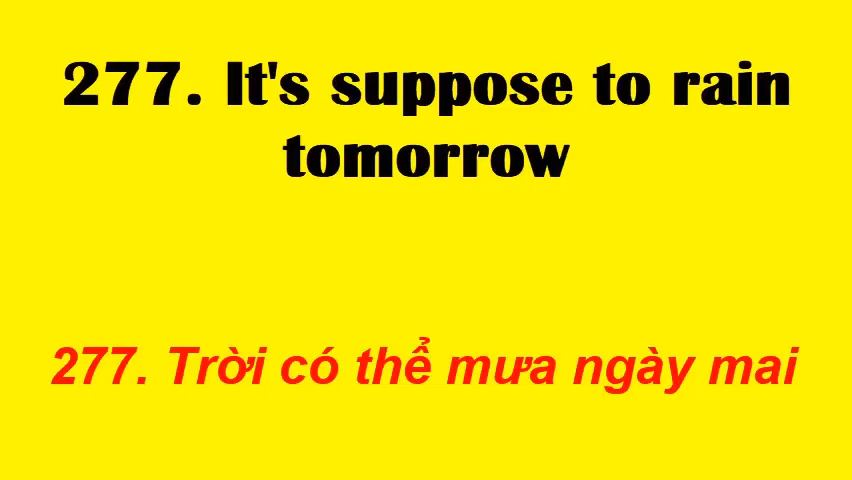 277. It's suppose to rain
tomorrow
277. Trời có thể mưa ngày mai